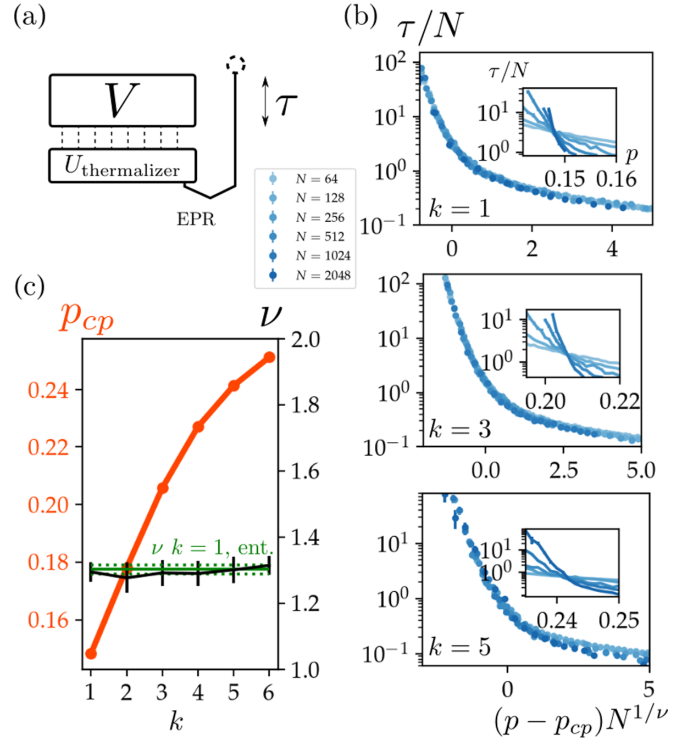 (a)
V
U_thermalizer
EPR
τ
N = 64
N = 128
N = 256
N = 512
N = 1024
N = 2048
(b)
τ/N
10^2
10^1
10^0
10^-1
k = 1
0 2 4
τ/N
10^1
10^0
0.15 0.16
p
10^2
10^1
10^0
10^-1
k = 3
0.0 2.5 5.0
10^1
10^0
0.20 0.22
10^1
10^0
10^-1
k = 5
0 5
10^1
10^0
0.24 0.25
(p − p_cp)N^{1/ν}
(c)
p_cp
ν
0.24
0.22
0.20
0.18
0.16
2.0
1.8
1.6
1.4
1.2
1.0
ν k = 1, ent.
1 2 3 4 5 6
k